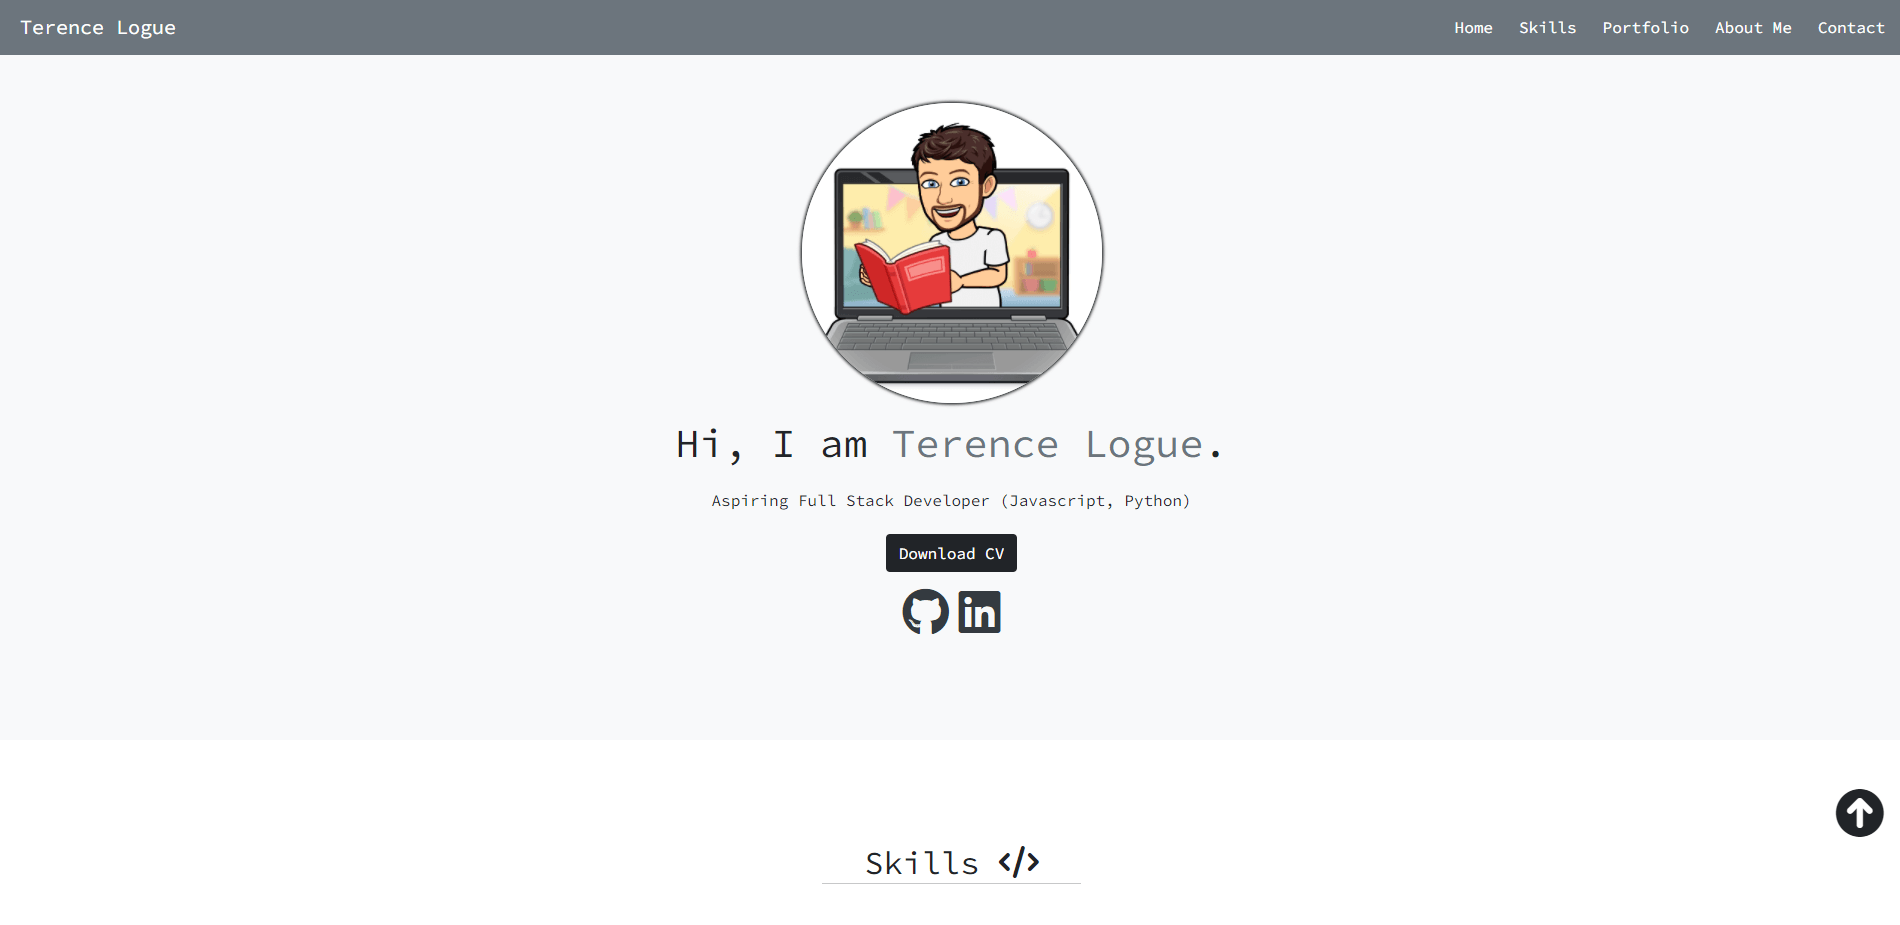 Terence Logue
Home Skills Portfolio About Me Contact
Hi, I am Terence Logue.
Aspiring Full Stack Developer (Javascript, Python)
Download CV
in
Skills </>